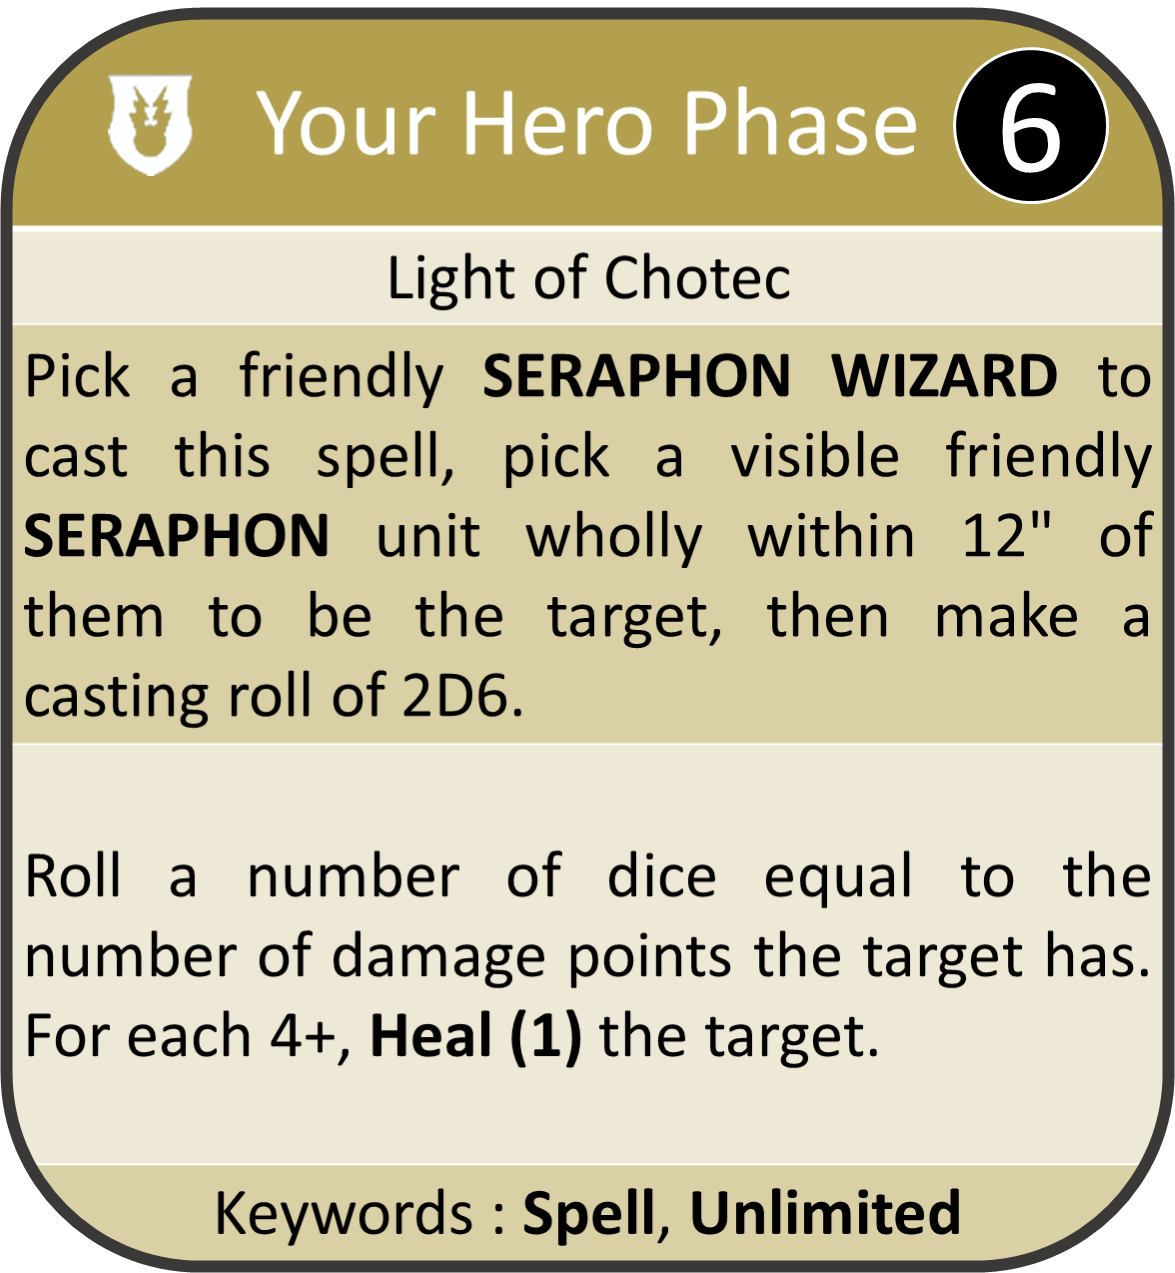 Your Hero Phase 6
Light of Chotec
Pick a friendly SERAPHON WIZARD to
cast this spell, pick a visible friendly
SERAPHON unit wholly within 12" of
them to be the target, then make a
casting roll of 2D6.
Roll a number of dice equal to the
number of damage points the target has.
For each 4+, Heal (1) the target.
Keywords : Spell, Unlimited